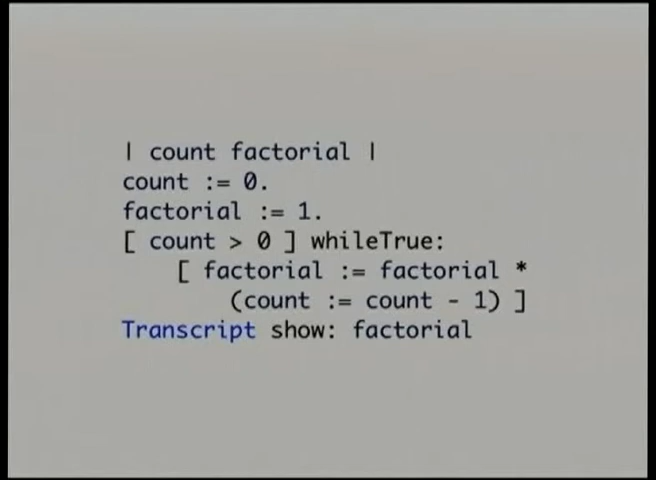 | count factorial |
count := 0.
factorial := 1.
[ count > 0 ] whileTrue:
[ factorial := factorial *
(count := count - 1) ]
Transcript show: factorial